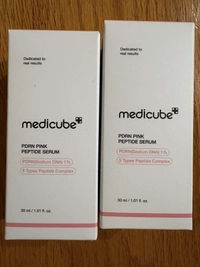 Dedicated to
real results
medicube
PDRN PINK
PEPTIDE SERUM
PDRN(Sodium DNA) 1%
5 Types Peptide Complex
30 ml / 1.01 fl. oz.
Dedicated to
real results
medicube
PDRN PINK
PEPTIDE SERUM
PDRN(Sodium DNA) 1%
5 Types Peptide Complex
30 ml / 1.01 fl. oz.